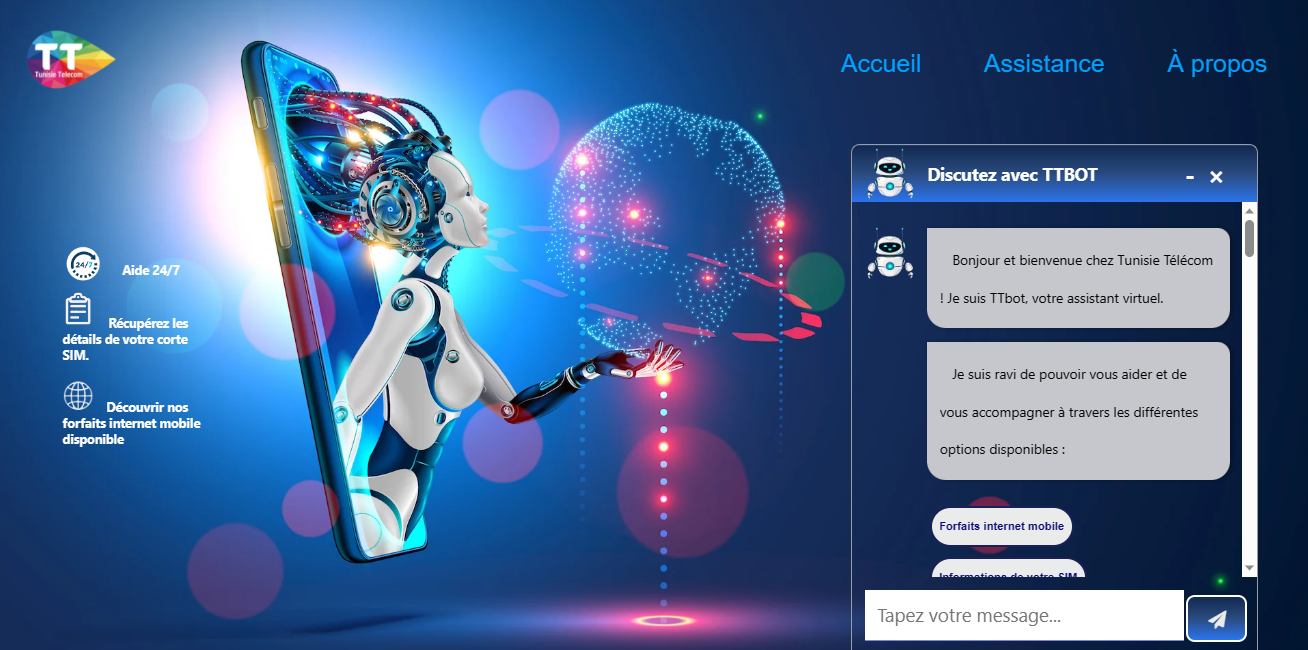 TT
Tunisie Telecom
Accueil
Assistance
À propos
24/7
Aide 24/7
Récupérez les
détails de votre corte
SIM.
Découvrir nos
forfaits internet mobile
disponible
Discutez avec TTBOT
Bonjour et bienvenue chez Tunisie Télécom
! Je suis TTbot, votre assistant virtuel.
Je suis ravi de pouvoir vous aider et de
vous accompagner à travers les différentes
options disponibles :
Forfaits internet mobile
Informations de votre SIM
Tapez votre message...